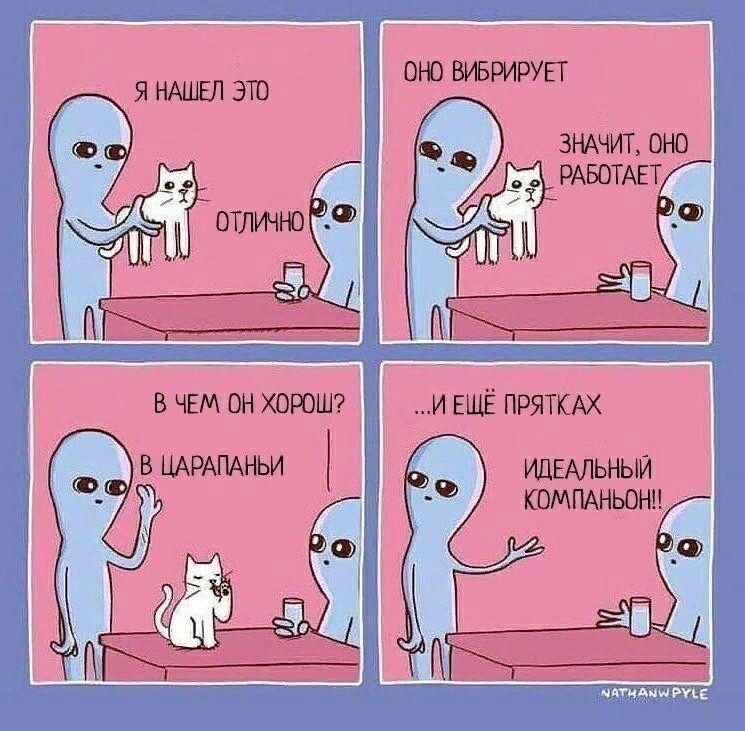 Я НАШЕЛ ЭТО
ОТЛИЧНО
ОНО ВИБРИРУЕТ
ЗНАЧИТ, ОНО
РАБОТАЕТ
В ЧЕМ ОН ХОРОШ?
В ЦАРАПАНЬИ
...И ЕЩЁ ПРЯТКАХ
ИДЕАЛЬНЫЙ
КОМПАНЬОН!!
NATHANWPYLE